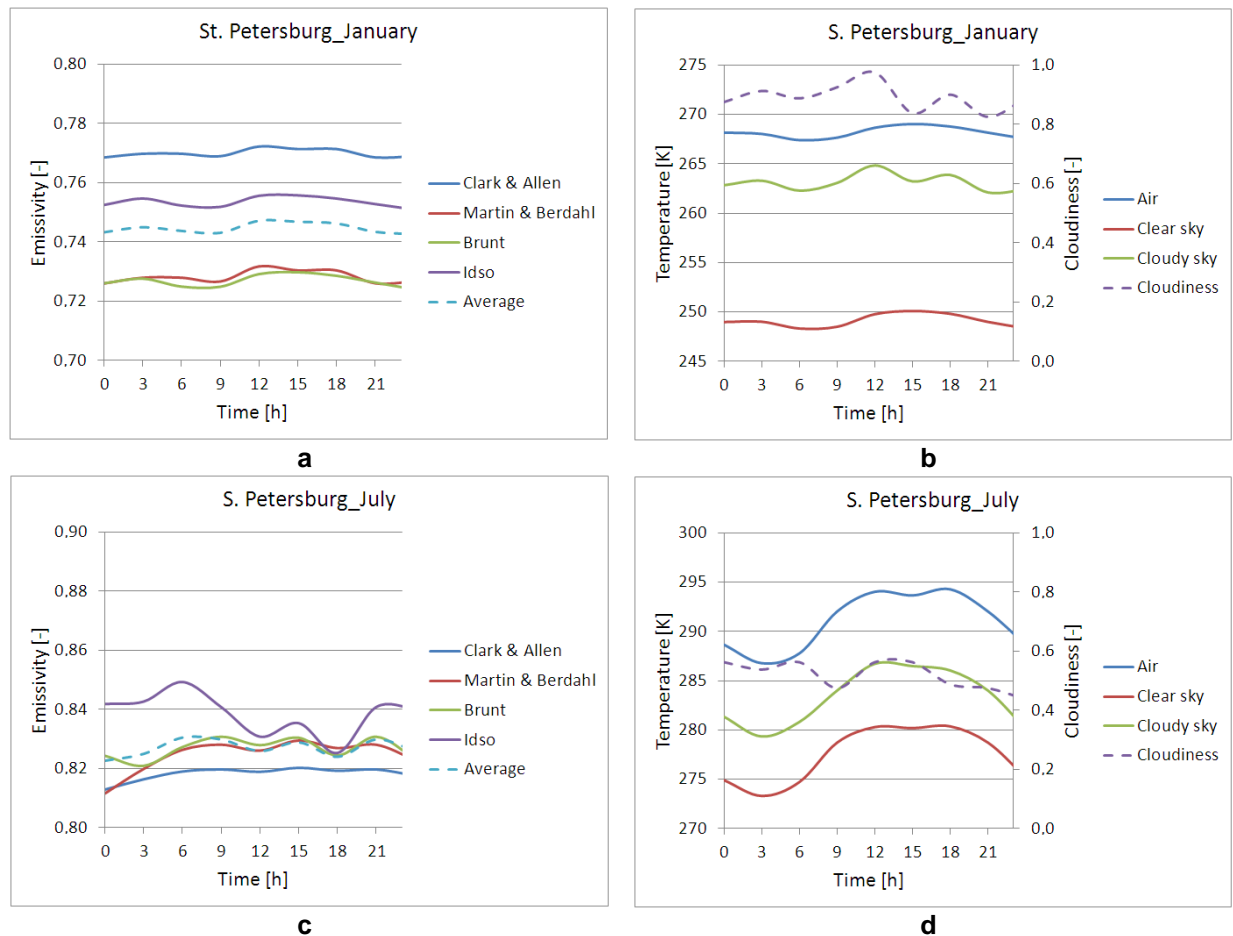 St. Petersburg_January
0,80
0,78
0,76
0,74
0,72
0,70
Emissivity [-]
0 3 6 9 12 15 18 21
Time [h]
Clark & Allen
Martin & Berdahl
Brunt
Idso
Average
a
S. Petersburg_January
275
270
265
260
255
250
245
Temperature [K]
1,0
0,8
0,6
0,4
0,2
0,0
Cloudiness [-]
0 3 6 9 12 15 18 21
Time [h]
Air
Clear sky
Cloudy sky
Cloudiness
b
S. Petersburg_July
0,90
0,88
0,86
0,84
0,82
0,80
Emissivity [-]
0 3 6 9 12 15 18 21
Time [h]
Clark & Allen
Martin & Berdahl
Brunt
Idso
Average
c
S. Petersburg_July
300
295
290
285
280
275
270
Temperature [K]
1,0
0,8
0,6
0,4
0,2
0,0
Cloudiness [-]
0 3 6 9 12 15 18 21
Time [h]
Air
Clear sky
Cloudy sky
Cloudiness
d